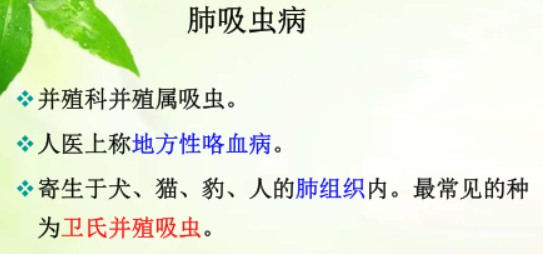 肺吸虫病
并殖科并殖属吸虫。
人医上称地方性咯血病。
寄生于犬、猫、豹、人的肺组织内。最常见的种
为卫氏并殖吸虫。